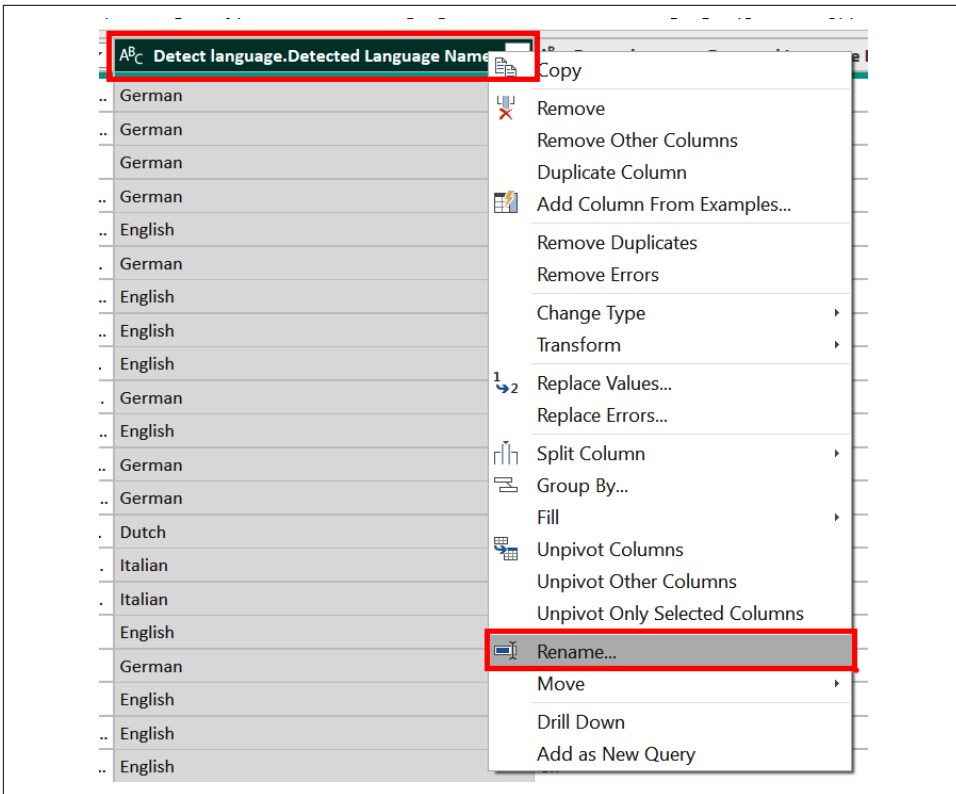 ABC Detect language.Detected Language Name
German
German
German
German
English
German
English
English
English
German
English
German
German
Dutch
Italian
Italian
English
German
English
English
English
Copy
Remove
Remove Other Columns
Duplicate Column
Add Column From Examples...
Remove Duplicates
Remove Errors
Change Type
Transform
1 2 Replace Values...
Replace Errors...
Split Column
Group By...
Fill
Unpivot Columns
Unpivot Other Columns
Unpivot Only Selected Columns
Rename...
Move
Drill Down
Add as New Query